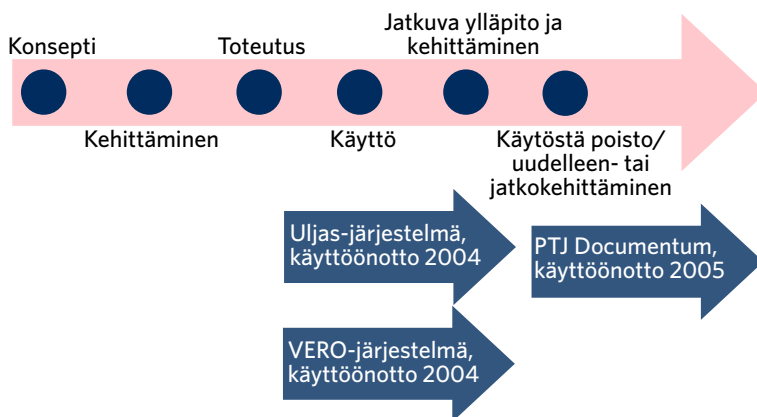 Konsepti
Kehittäminen
Toteutus
Käyttö
Jatkuva ylläpito ja
kehittäminen
Käytöstä poisto/
uudelleen- tai
jatkokehittäminen
Uljas-järjestelmä,
käyttöönotto 2004
PTJ Documentum,
käyttöönotto 2005
VERO-järjestelmä,
käyttöönotto 2004